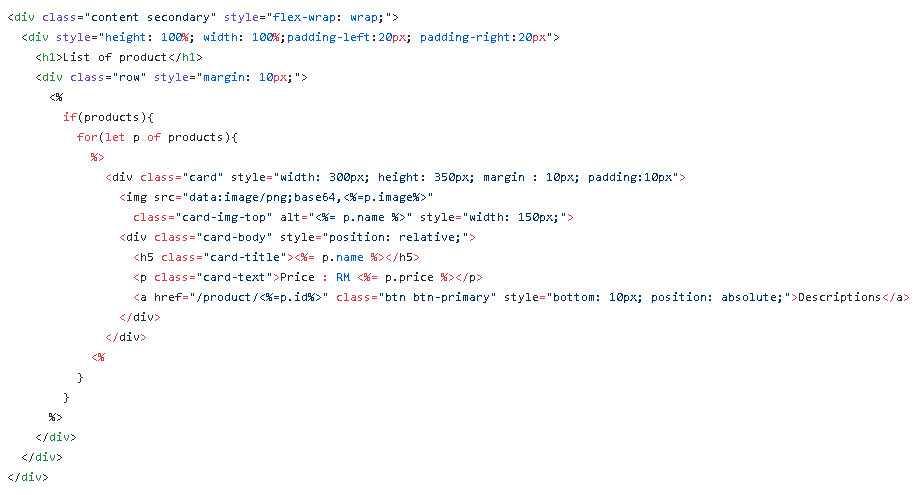 <div class="content secondary" style="flex-wrap: wrap;">
<div style="height: 100%; width: 100%;padding-left:20px; padding-right:20px">
<h1>List of product</h1>
<div class="row" style="margin: 10px;">
<%
if(products){
for(let p of products){
%>
<div class="card" style="width: 300px; height: 350px; margin : 10px; padding:10px">
<img src="data:image/png;base64,<%=p.image%>"
class="card-img-top" alt="<%= p.name %>" style="width: 150px;">
<div class="card-body" style="position: relative;">
<h5 class="card-title"><%= p.name %></h5>
<p class="card-text">Price : RM <%= p.price %></p>
<a href="/product/<%=p.id%>" class="btn btn-primary" style="bottom: 10px; position: absolute;">Descriptions</a>
</div>
</div>
<%
}
}
%>
</div>
</div>
</div>